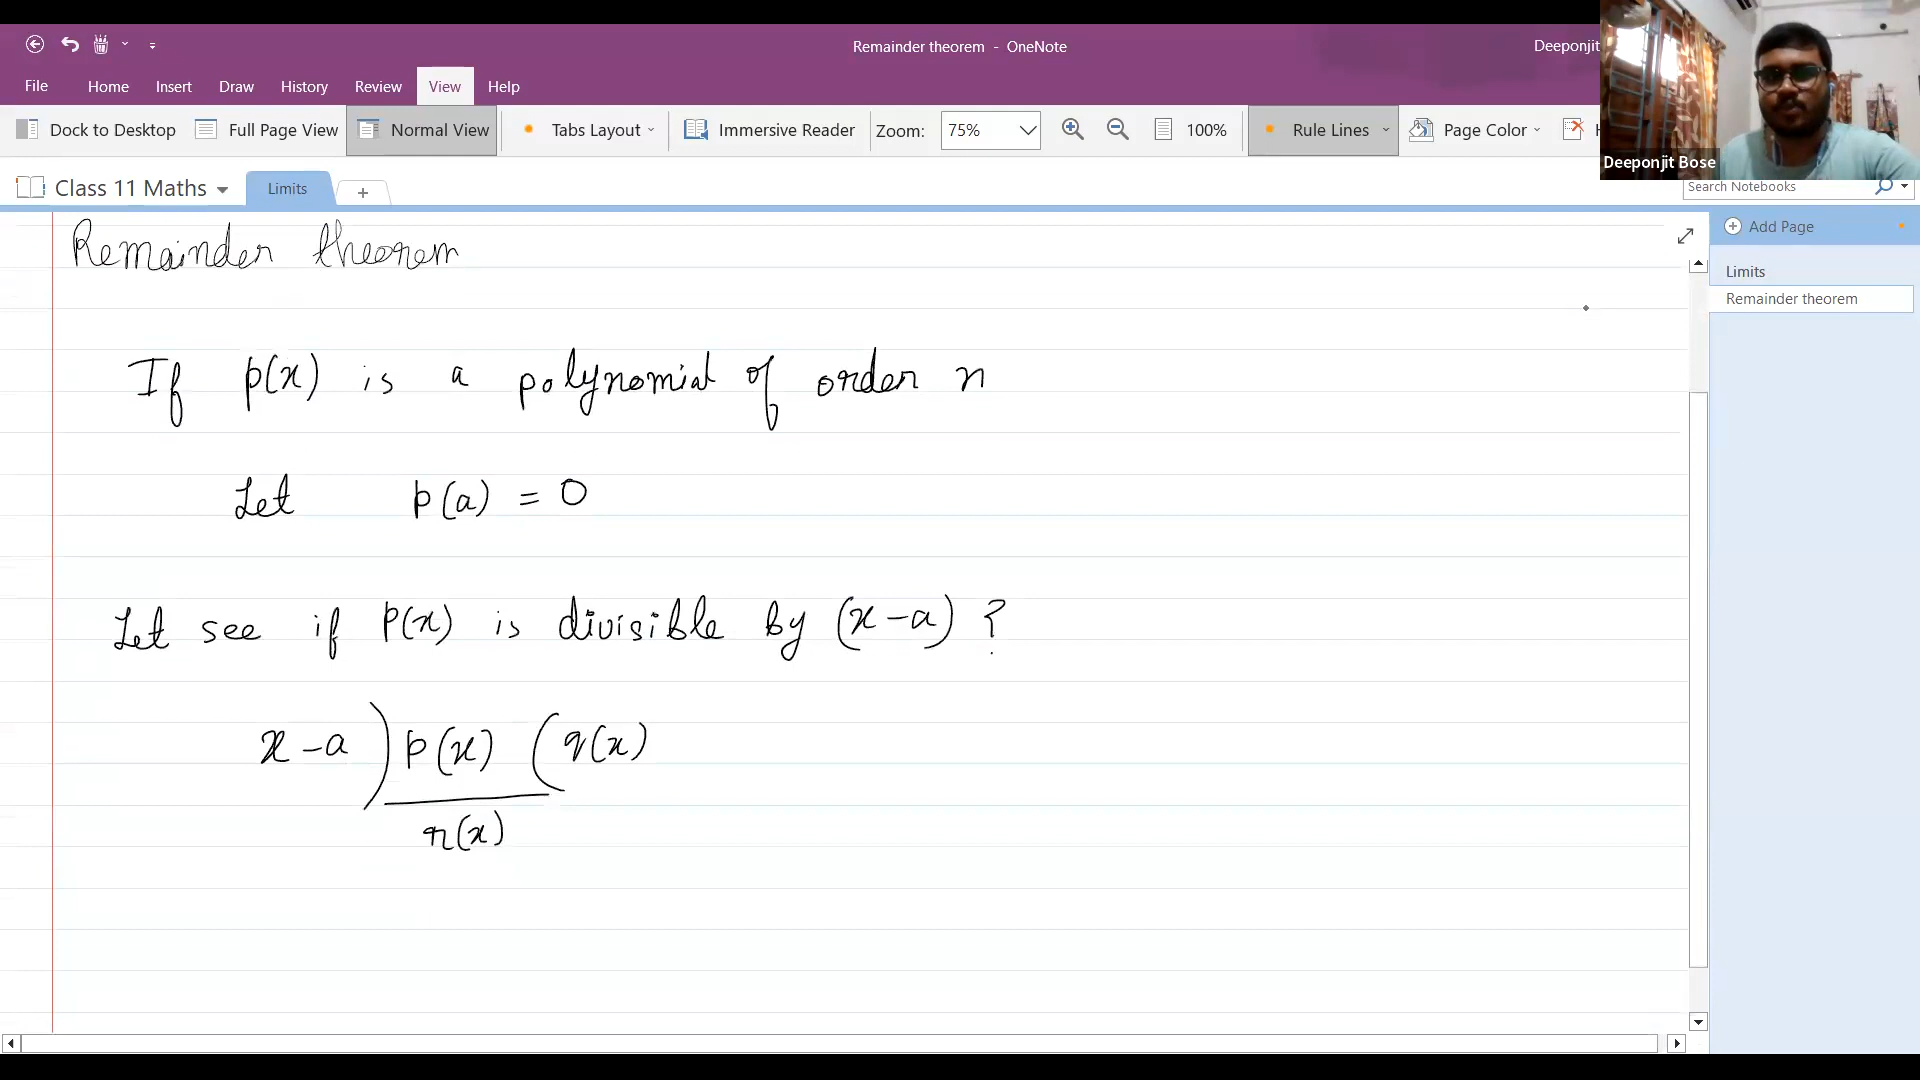 Remainder theorem - OneNote
Deeponjit
File Home Insert Draw History Review View Help
Dock to Desktop Full Page View Normal View Tabs Layout Immersive Reader Zoom: 75% 100% Rule Lines Page Color
Deeponjit Bose
Class 11 Maths Limits +
Search Notebooks
Add Page
Limits
Remainder theorem
Remainder theorem
If p(x) is a polynomial of order n
Let p(a) = 0
Let see if p(x) is divisible by (x-a) ?
x-a ) p(x) ( q(x)
r(x)